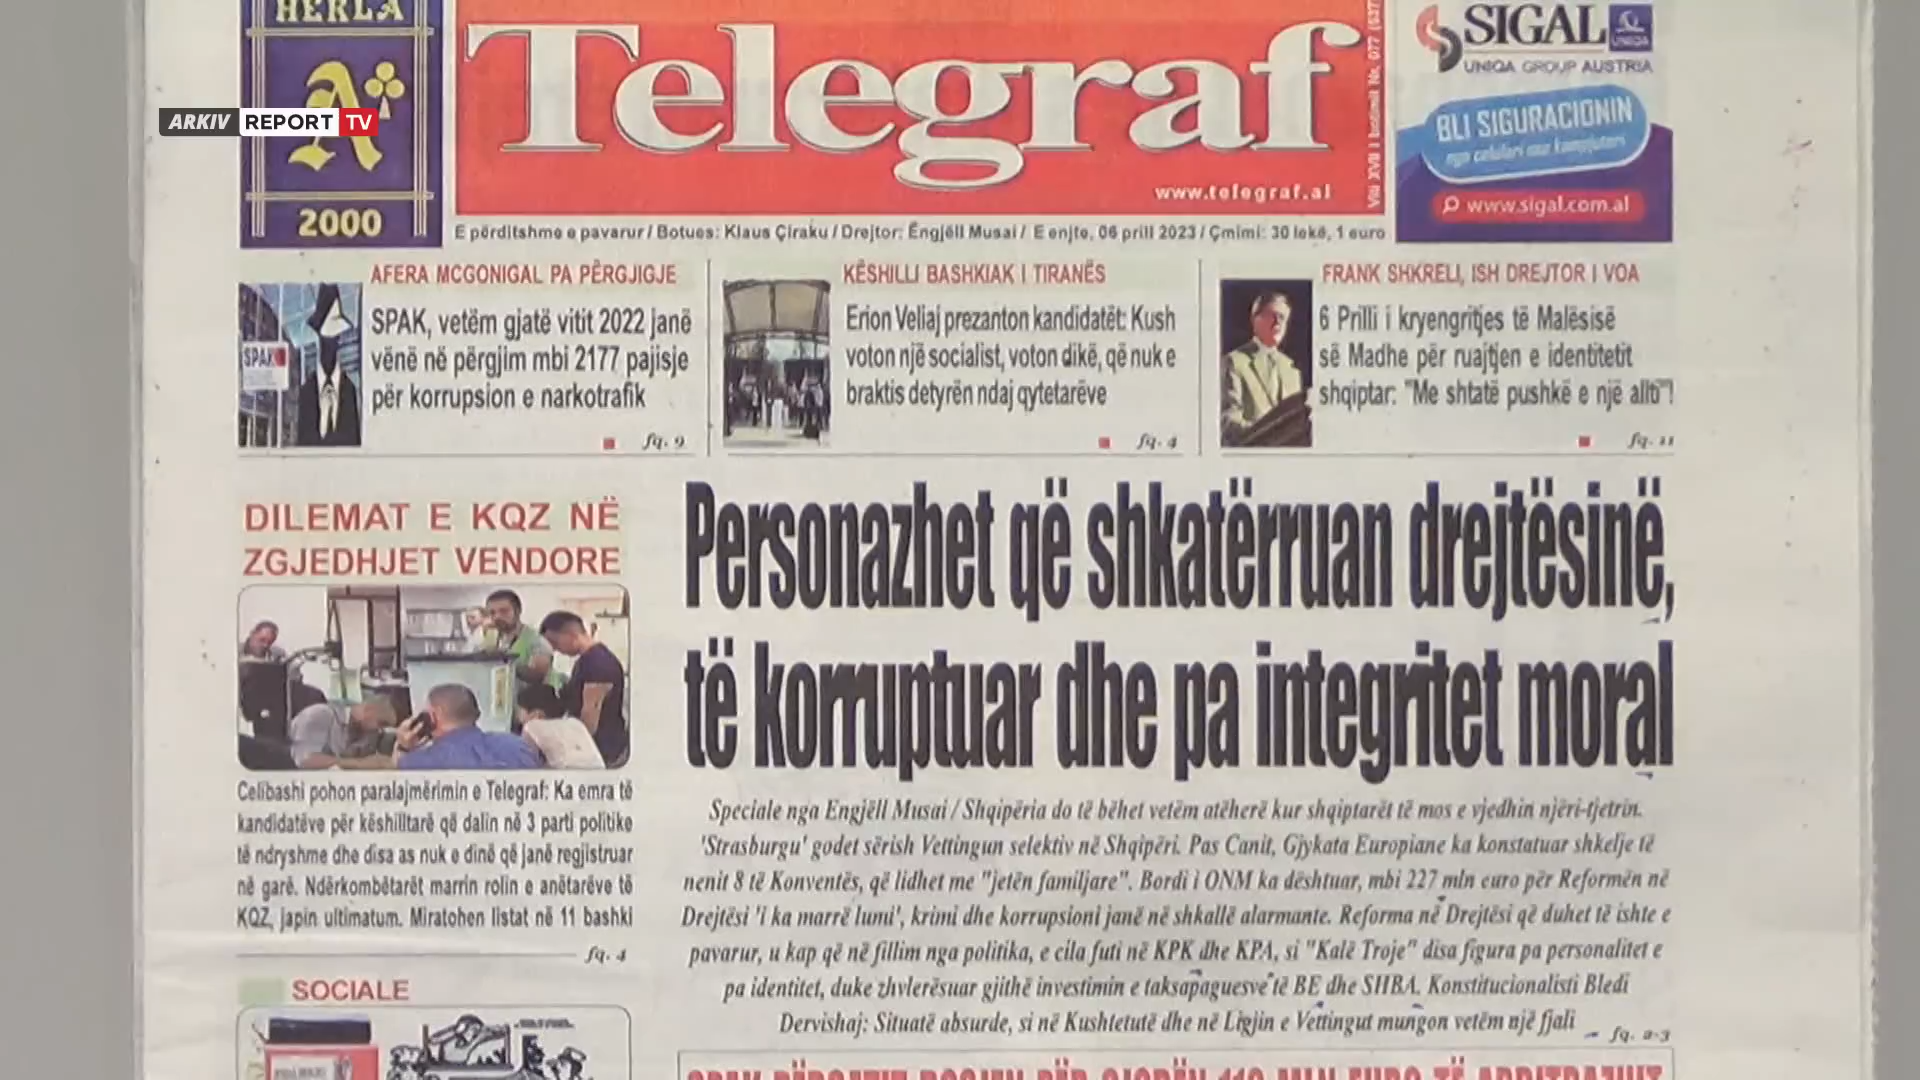 HERLA
2000
ARKIV REPORT TV
Telegraf
www.telegraf.al
SIGAL
UNIQA
UNIQA GROUP AUSTRIA
BLI SIGURACIONIN
nga celulari ose kompjuteri
www.sigal.com.al
E përditshme e pavarur / Botues: Klaus Çiraku / Drejtor: Ëngjëll Musai / E enjte, 06 prill 2023 / Çmimi: 30 lekë, 1 euro
AFERA MCGONIGAL PA PËRGJIGJE
SPAK, vetëm gjatë vitit 2022 janë
vënë në përgjim mbi 2177 pajisje
për korrupsion e narkotrafik
fq. 9
SPAK
KËSHILLI BASHKIAK I TIRANËS
Erion Veliaj prezanton kandidatët: Kush
voton një socialist, voton dikë, që nuk e
braktis detyrën ndaj qytetarëve
fq. 4
FRANK SHKRELI, ISH DREJTOR I VOA
6 Prilli i kryengritjes të Malësisë
së Madhe për ruajtjen e identitetit
shqiptar: "Me shtatë pushkë e një allti"!
fq. 11
DILEMAT E KQZ NË
ZGJEDHJET VENDORE
Celibashi pohon paralajmërimin e Telegraf: Ka emra të
kandidatëve për këshilltarë që dalin në 3 parti politike
të ndryshme dhe disa as nuk e dinë që janë regjistruar
në garë. Ndërkombëtarët marrin rolin e anëtarëve të
KQZ, japin ultimatum. Miratohen listat në 11 bashki
fq. 4
SOCIALE
Personazhet që shkatërruan drejtësinë,
të korruptuar dhe pa integritet moral
Speciale nga Engjëll Musai / Shqipëria do të bëhet vetëm atëherë kur shqiptarët të mos e vjedhin njëri-tjetrin.
'Strasburgu' godet sërish Vettingun selektiv në Shqipëri. Pas Canit, Gjykata Europiane ka konstatuar shkelje të
nenit 8 të Konventës, që lidhet me "jetën familjare". Bordi i ONM ka dështuar, mbi 227 mln euro për Reformën në
Drejtësi 'i ka marrë lumi', krimi dhe korrupsioni janë në shkallë alarmante. Reforma në Drejtësi që duhet të ishte e
pavarur, u kap që në fillim nga politika, e cila futi në KPK dhe KPA, si "Kalë Troje" disa figura pa personalitet e
pa identitet, duke zhvlerësuar gjithë investimin e taksapaguesve të BE dhe SHBA. Konstitucionalisti Bledi
Dervishaj: Situatë absurde, si në Kushtetutë dhe në Ligjin e Vettingut mungon vetëm një fjali
fq. 2-3